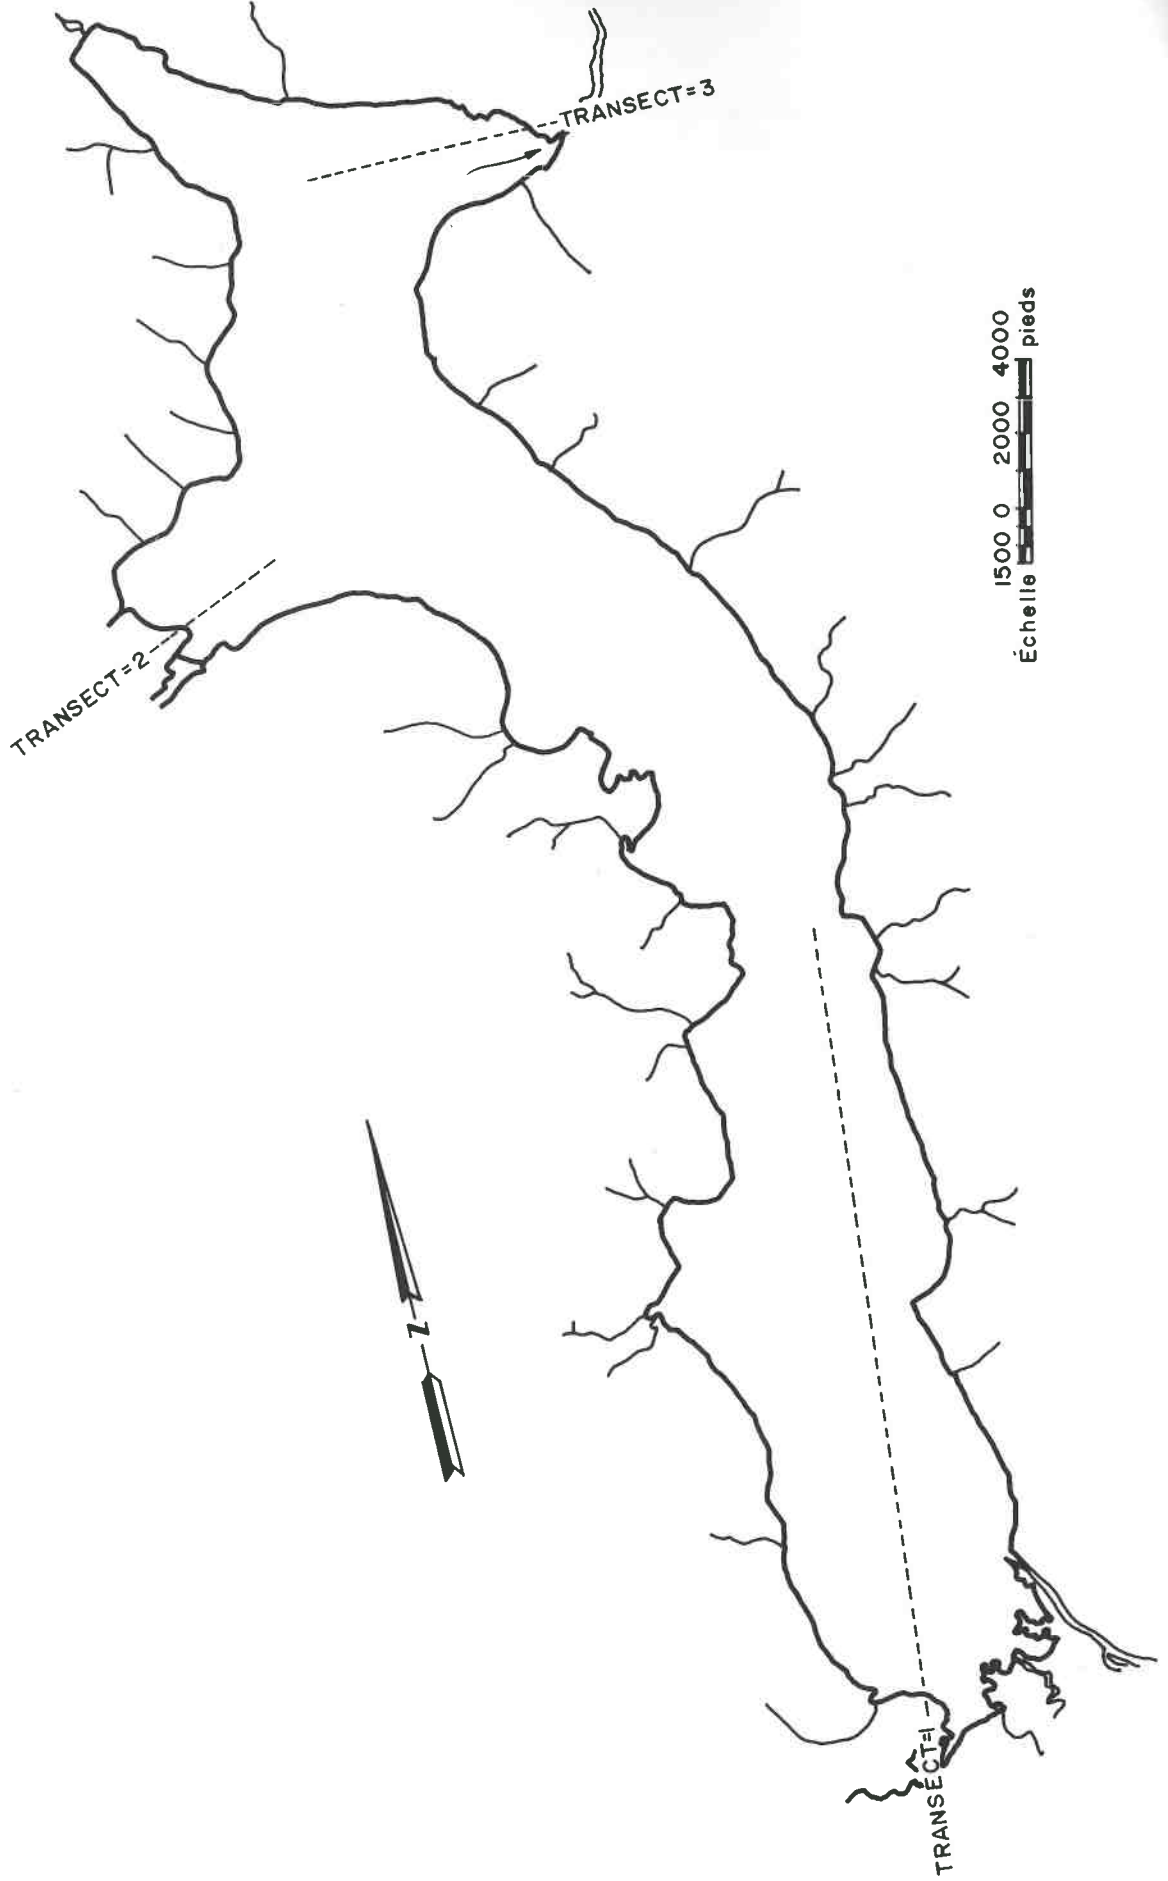 TRANSECT=3
TRANSECT=2
1500 0 2000 4000
Échelle pieds
N
TRANSECT=1